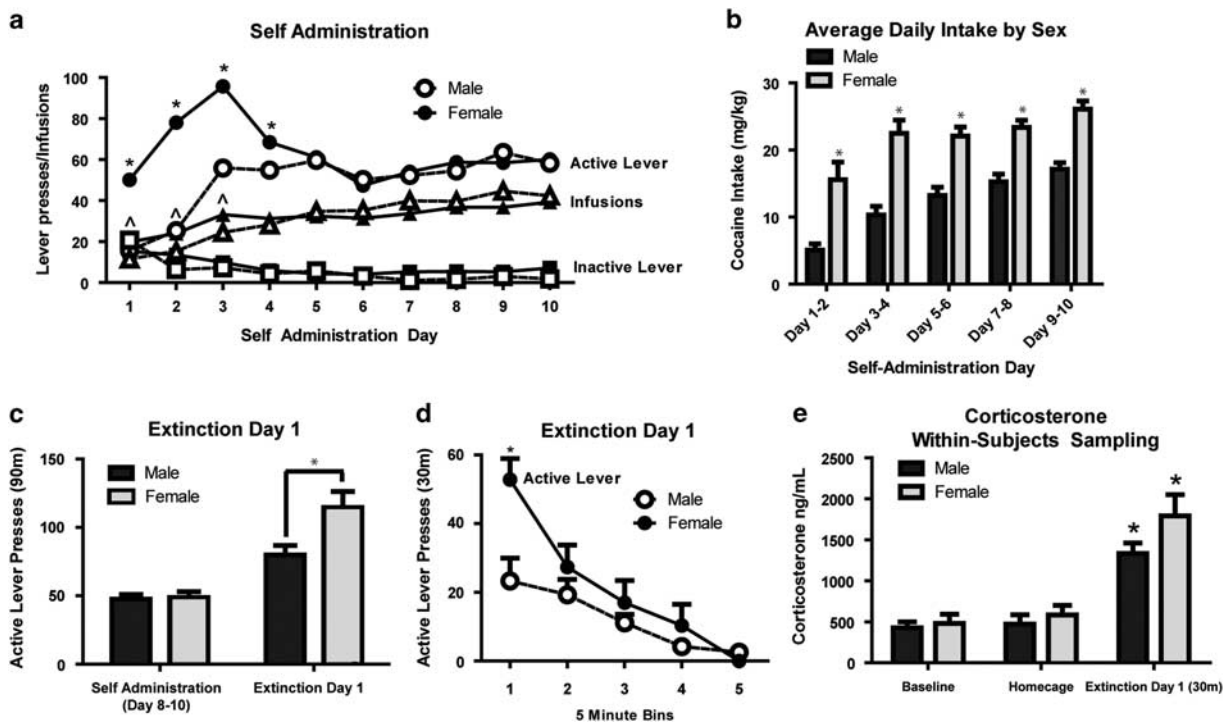 a
Self Administration
Lever presses/Infusions
100
80
60
40
20
0
* * * *
^ ^ ^
Male
Female
Active Lever
Infusions
Inactive Lever
1 2 3 4 5 6 7 8 9 10
Self Administration Day
b
Average Daily Intake by Sex
Male
Female
Cocaine Intake (mg/kg)
30
20
10
0
* * * * *
Day 1-2 Day 3-4 Day 5-6 Day 7-8 Day 9-10
Self-Administration Day
c
Extinction Day 1
Active Lever Presses (90m)
150
100
50
0
Male
Female
*
Self Administration Extinction Day 1
(Day 8-10)
d
Extinction Day 1
Active Lever Presses (30m)
60
40
20
0
*
Active Lever
Male
Female
1 2 3 4 5
5 Minute Bins
e
Corticosterone
Within-Subjects Sampling
Corticosterone ng/mL
2500
2000
1500
1000
500
0
Male
Female
* *
Baseline Homecage Extinction Day 1 (30m)